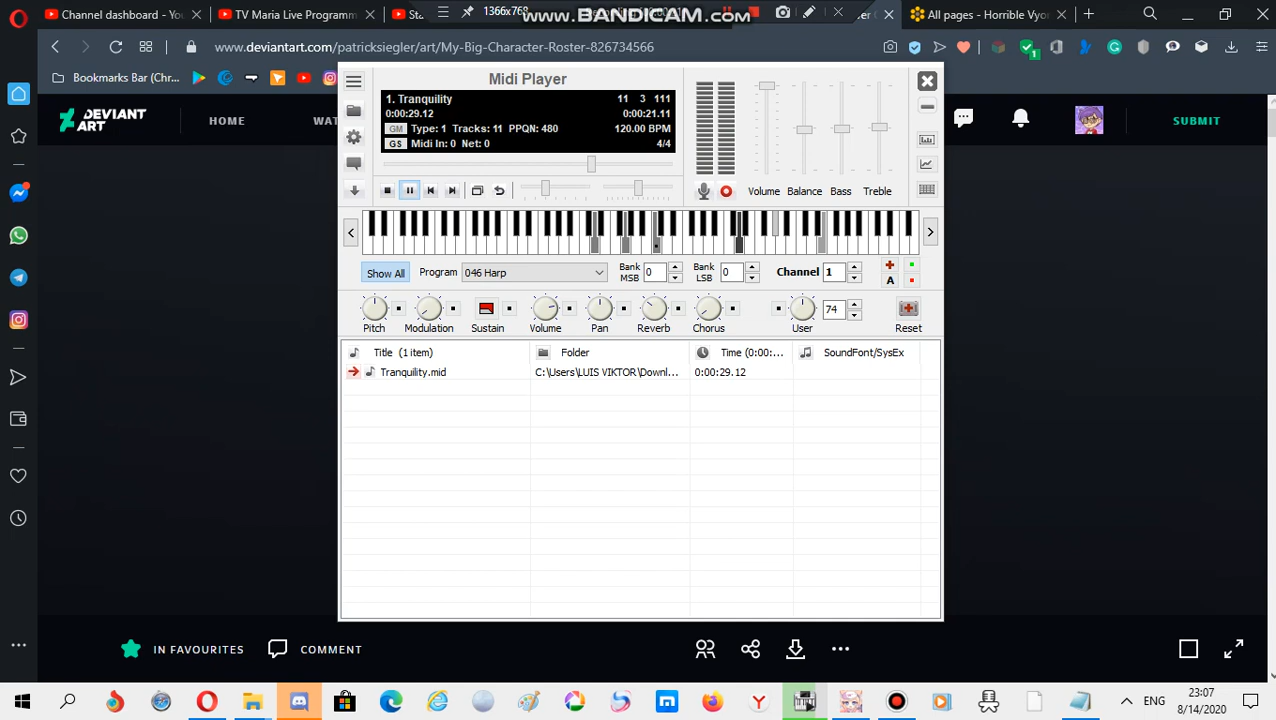 Channel dashboard - You
TV Maria Live Programm
Sta
1366x768
www.BANDICAM.com
All pages - Horrible Vyon
www.deviantart.com/patricksiegler/art/My-Big-Character-Roster-826734566
Bookmarks Bar (Chr...
DEVIANT ART
HOME
WAT
SUBMIT
Midi Player
1. Tranquility 11 3 111
0:00:29.12 0:00:21.11
GM Type: 1 Tracks: 11 PPQN: 480 120.00 BPM
GS Midi In: 0 Net: 0 4/4
Volume Balance Bass Treble
Show All Program 046 Harp Bank MSB 0 Bank LSB 0 Channel 1
A
Pitch Modulation Sustain Volume Pan Reverb Chorus User 74 Reset
Title (1 item) Folder Time (0:00:... SoundFont/SysEx
Tranquility.mid C:\Users\LUIS VIKTOR\Downl... 0:00:29.12
IN FAVOURITES COMMENT
ENG
23:07
8/14/2020